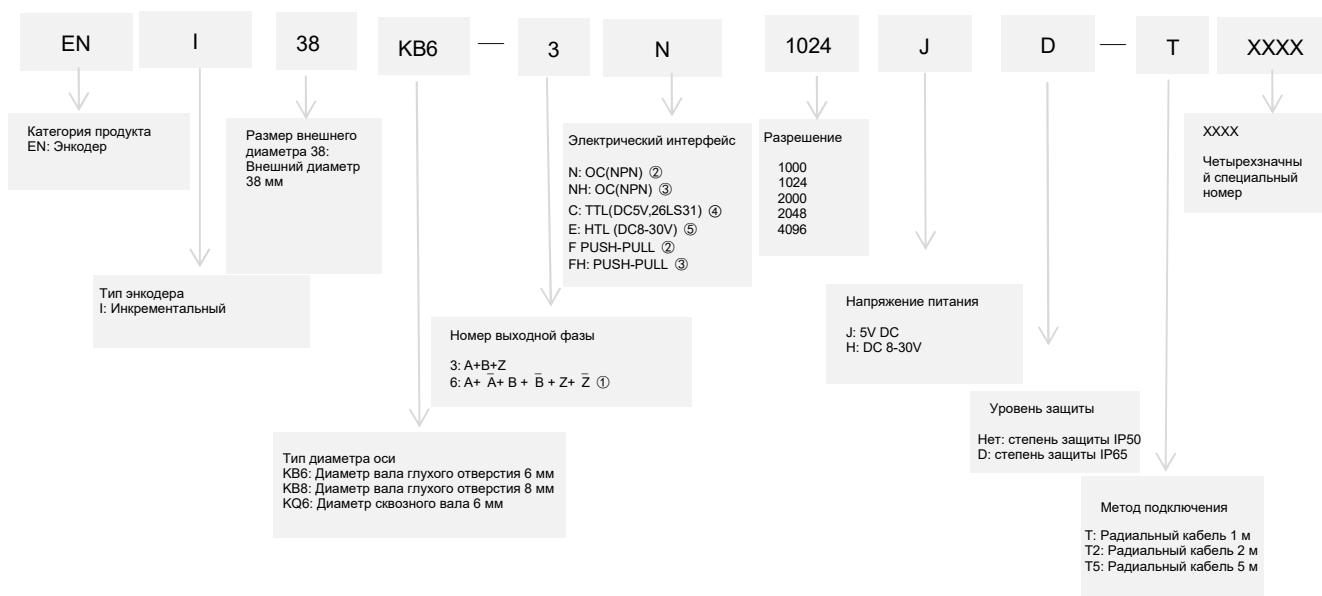 EN I 38 KB6 — 3 N 1024 J D — T XXXX
Категория продукта
EN: Энкодер
Размер внешнего
диаметра 38:
Внешний диаметр
38 мм
Электрический интерфейс
N: OC(NPN) ②
NH: OC(NPN) ③
C: TTL(DC5V,26LS31) ④
E: HTL (DC8-30V) ⑤
F PUSH-PULL ②
FH: PUSH-PULL ③
Разрешение
1000
1024
2000
2048
4096
XXXX
Четырехзначны
й специальный
номер
Тип энкодера
I: Инкрементальный
Напряжение питания
J: 5V DC
H: DC 8-30V
Номер выходной фазы
3: A+B+Z
6: A+ A̅+ B + B̅ + Z+ Z̅ ①
Уровень защиты
Нет: степень защиты IP50
D: степень защиты IP65
Тип диаметра оси
KB6: Диаметр вала глухого отверстия 6 мм
KB8: Диаметр вала глухого отверстия 8 мм
KQ6: Диаметр сквозного вала 6 мм
Метод подключения
T: Радиальный кабель 1 м
T2: Радиальный кабель 2 м
T5: Радиальный кабель 5 м